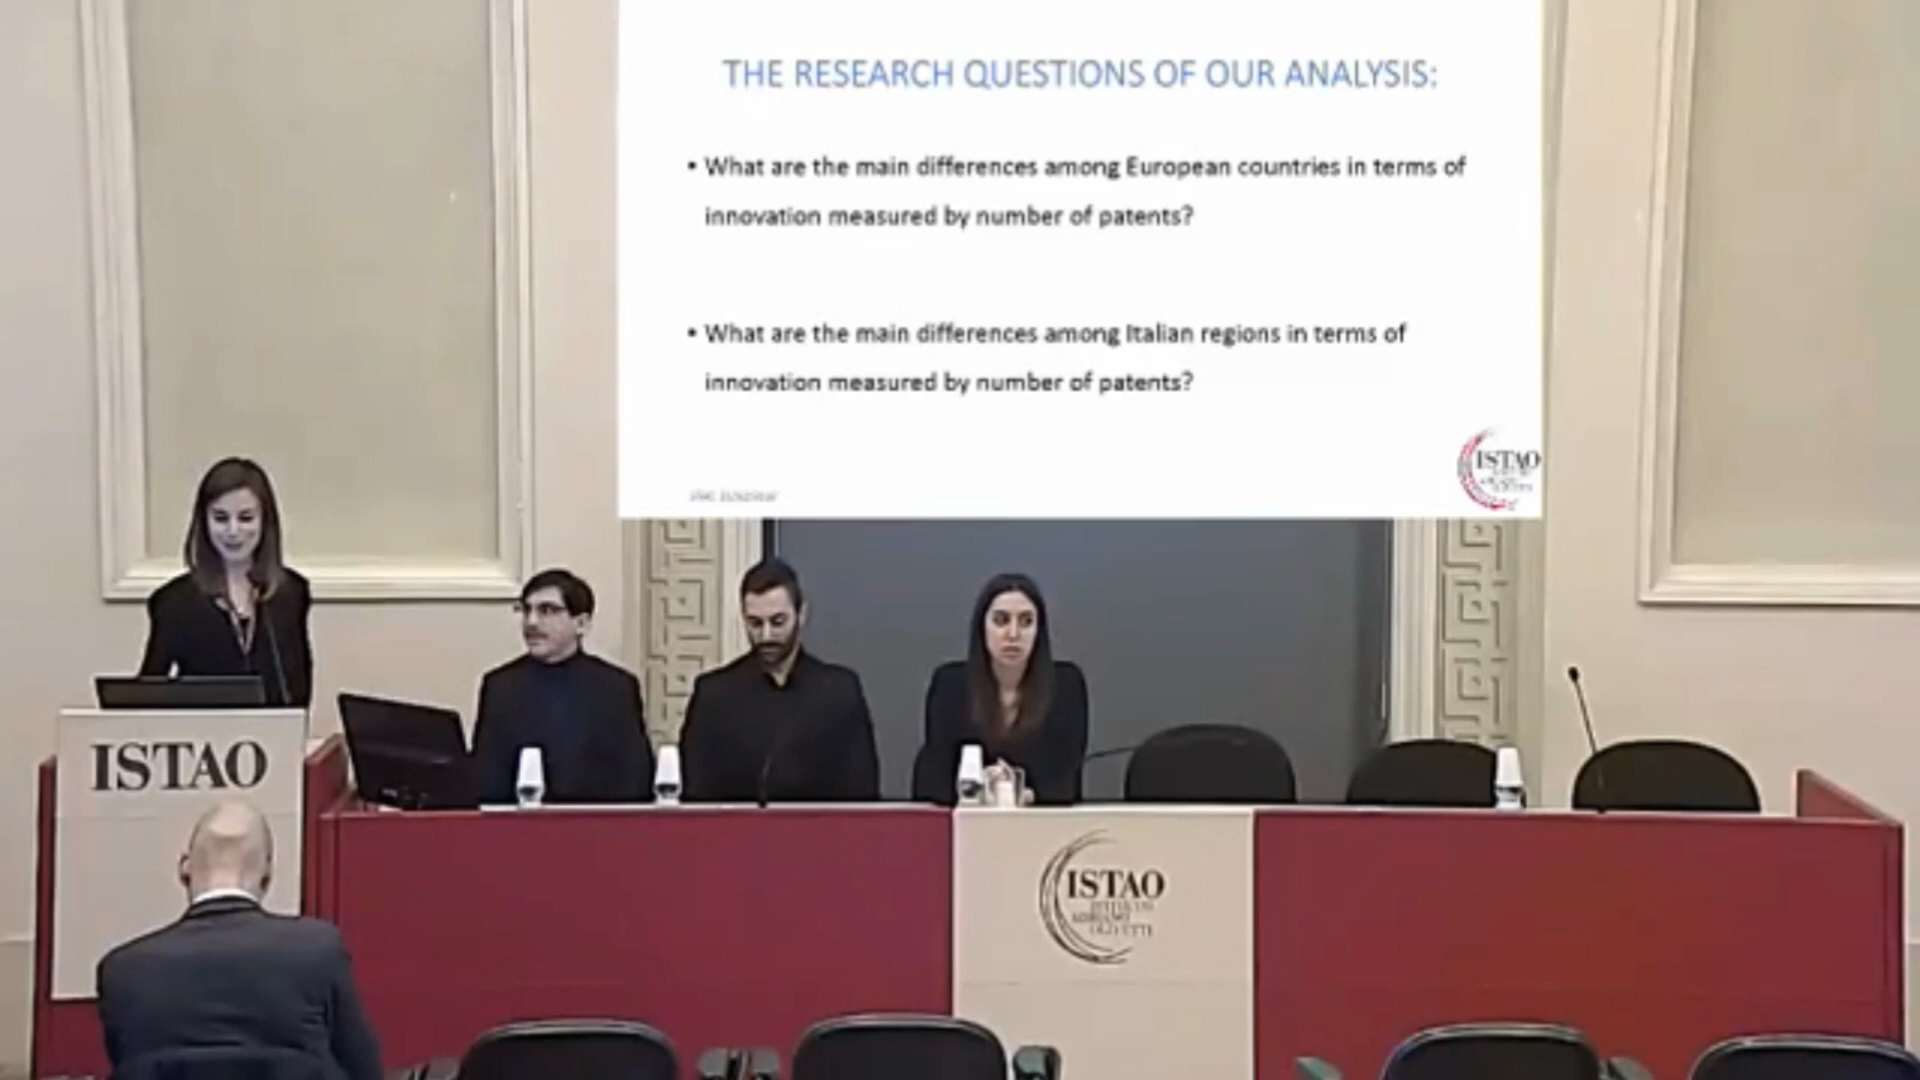 THE RESEARCH QUESTIONS OF OUR ANALYSIS:
• What are the main differences among European countries in terms of
innovation measured by number of patents?
• What are the main differences among Italian regions in terms of
innovation measured by number of patents?
ISTAO
ISTAO
ISTAO
ADRIANO
OLIVETTI